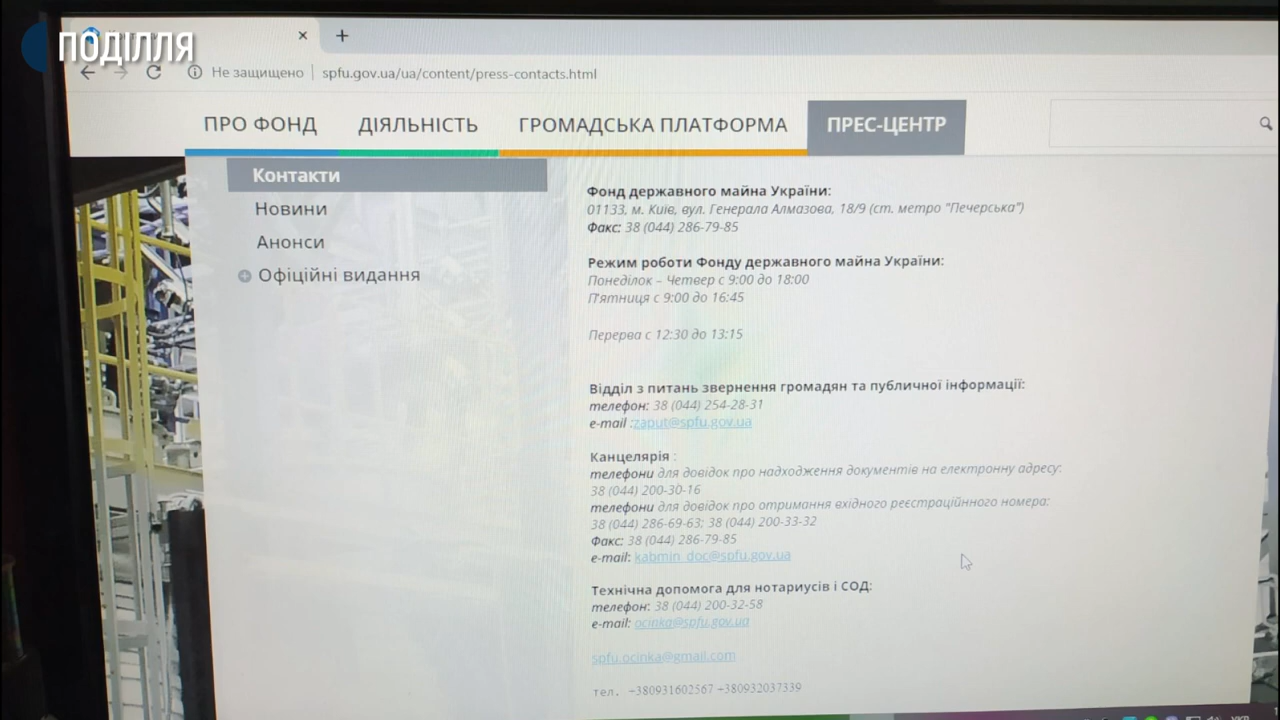 ПОДІЛЛЯ
Не защищено | spfu.gov.ua/ua/content/press-contacts.html
ПРО ФОНД ДІЯЛЬНІСТЬ ГРОМАДСЬКА ПЛАТФОРМА ПРЕС-ЦЕНТР
Контакти
Новини
Анонси
Офіційні видання
Фонд державного майна України:
01133, м. Київ, вул. Генерала Алмазова, 18/9 (ст. метро "Печерська")
Факс: 38 (044) 286-79-85
Режим роботи Фонду державного майна України:
Понеділок – Четвер с 9:00 до 18:00
П'ятниця с 9:00 до 16:45
Перерва с 12:30 до 13:15
Відділ з питань звернення громадян та публичної інформації:
телефон: 38 (044) 254-28-31
e-mail :zaput@spfu.gov.ua
Канцелярія :
телефони для довідок про надходження документів на електронну адресу:
38 (044) 200-30-16
телефони для довідок про отримання вхідного реєстраційнного номера:
38 (044) 286-69-63; 38 (044) 200-33-32
Факс: 38 (044) 286-79-85
e-mail: kabmin_doc@spfu.gov.ua
Технічна допомога для нотариусів і СОД:
телефон: 38 (044) 200-32-58
e-mail: ocinka@spfu.gov.ua
spfu.ocinka@gmail.com
тел. +380931602567 +380932037339